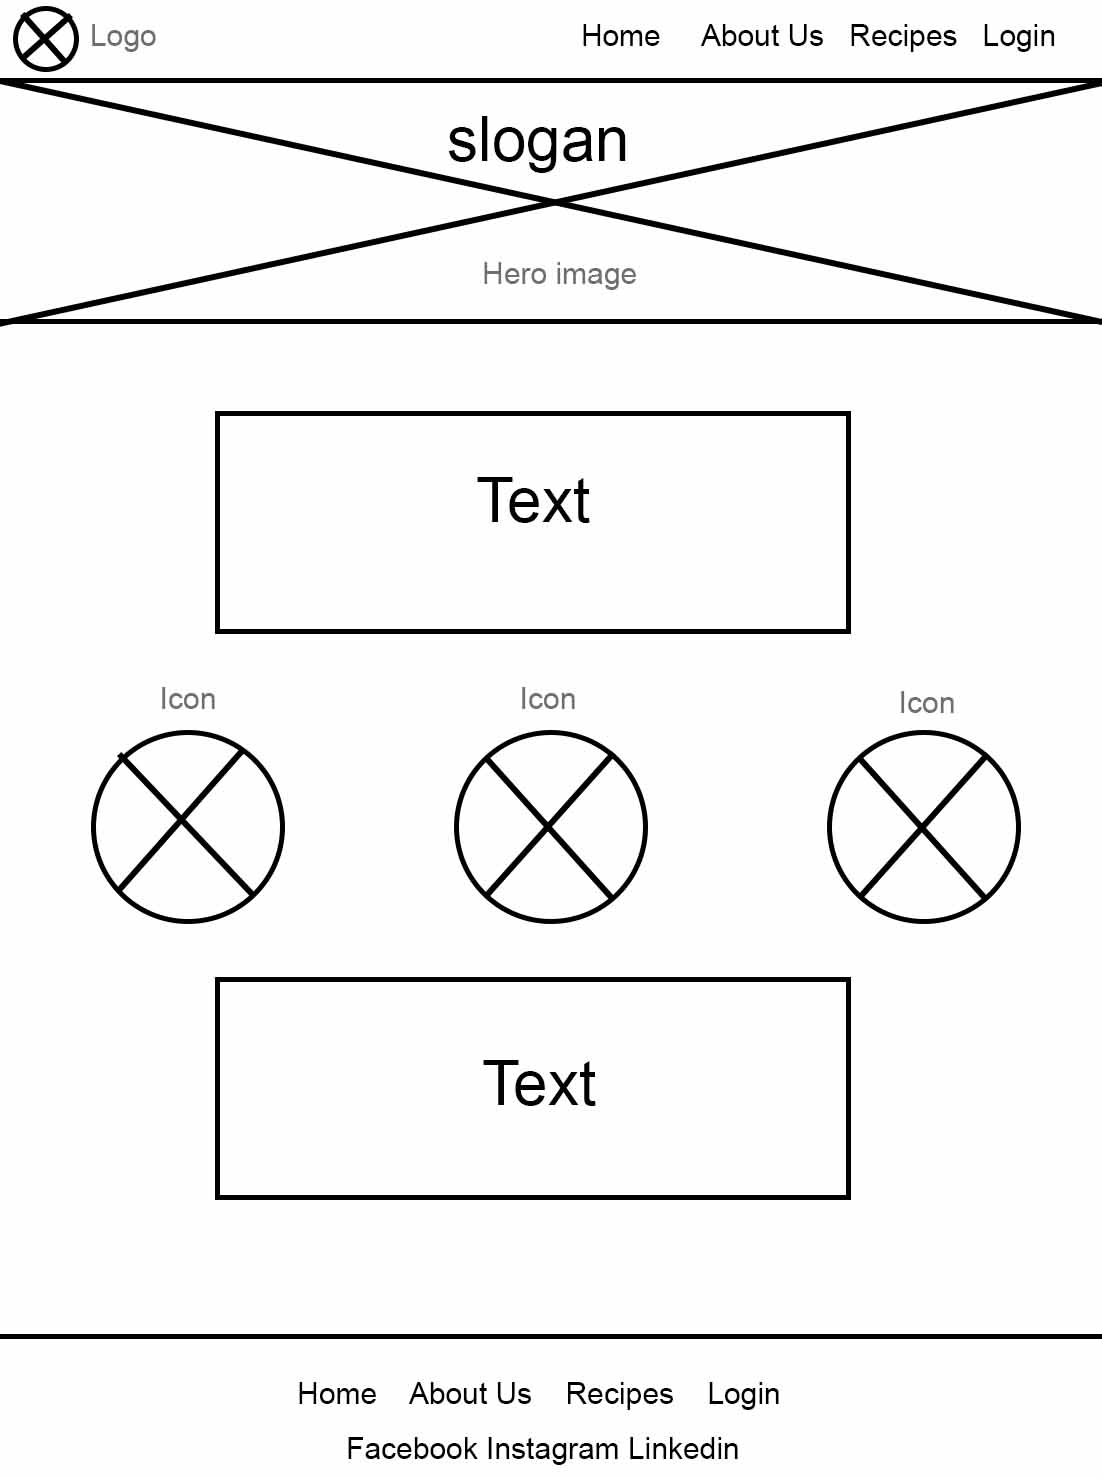 Logo Home About Us Recipes Login
slogan
Hero image
Text
Icon Icon Icon
Text
Home About Us Recipes Login
Facebook Instagram Linkedin